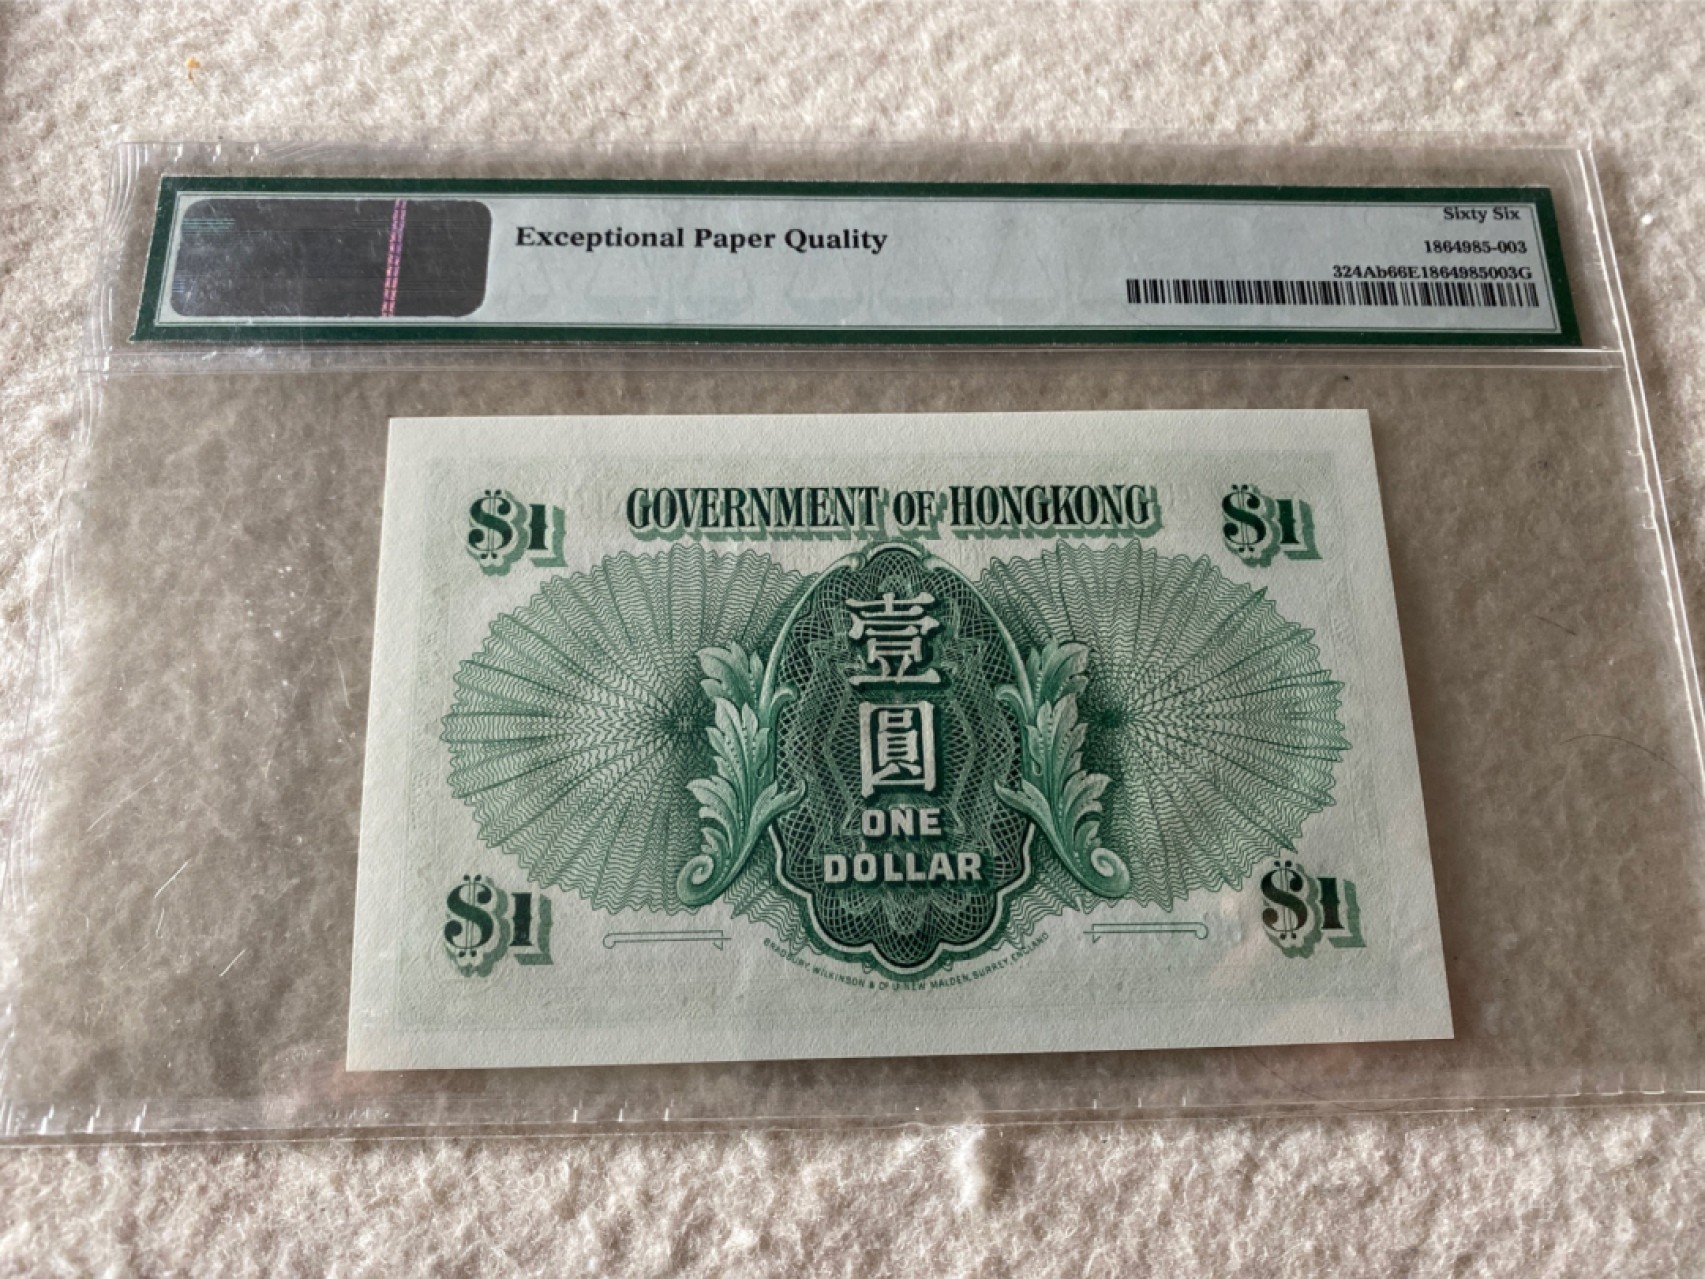 Exceptional Paper Quality
Sixty Six
1864985-003
324Ab66E1864985003G
$1
GOVERNMENT OF HONGKONG
$1
壹
圓
ONE
DOLLAR
$1
$1
BRADBURY, WILKINSON & Co Ld NEW MALDEN, SURREY, ENGLAND